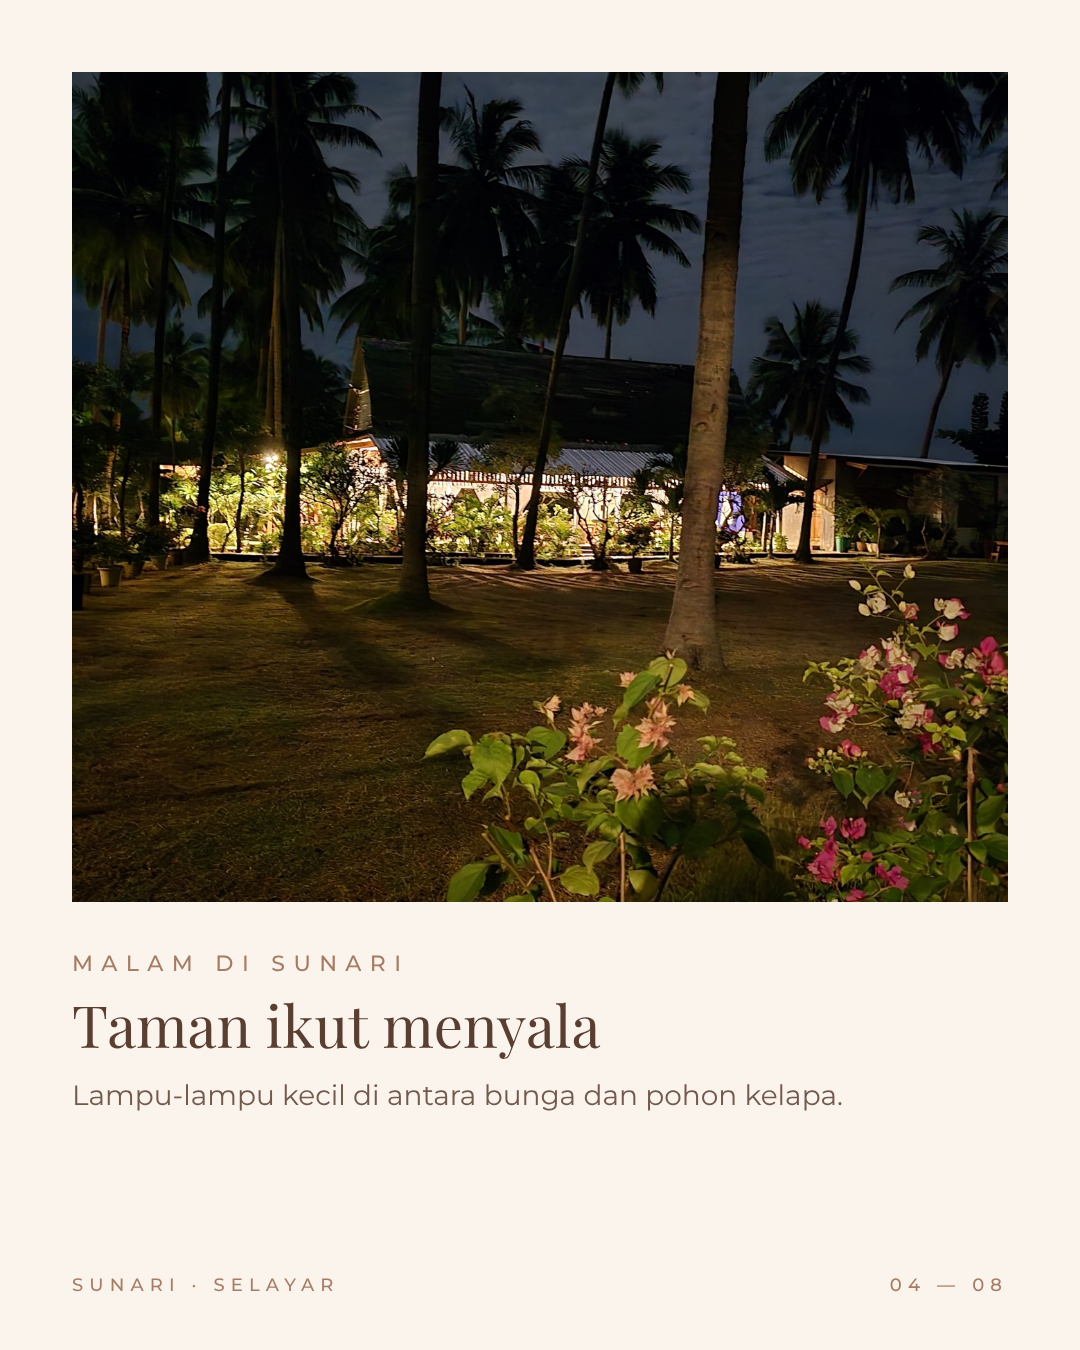 MALAM DI SUNARI
Taman ikut menyala
Lampu-lampu kecil di antara bunga dan pohon kelapa.
SUNARI · SELAYAR
04 — 08